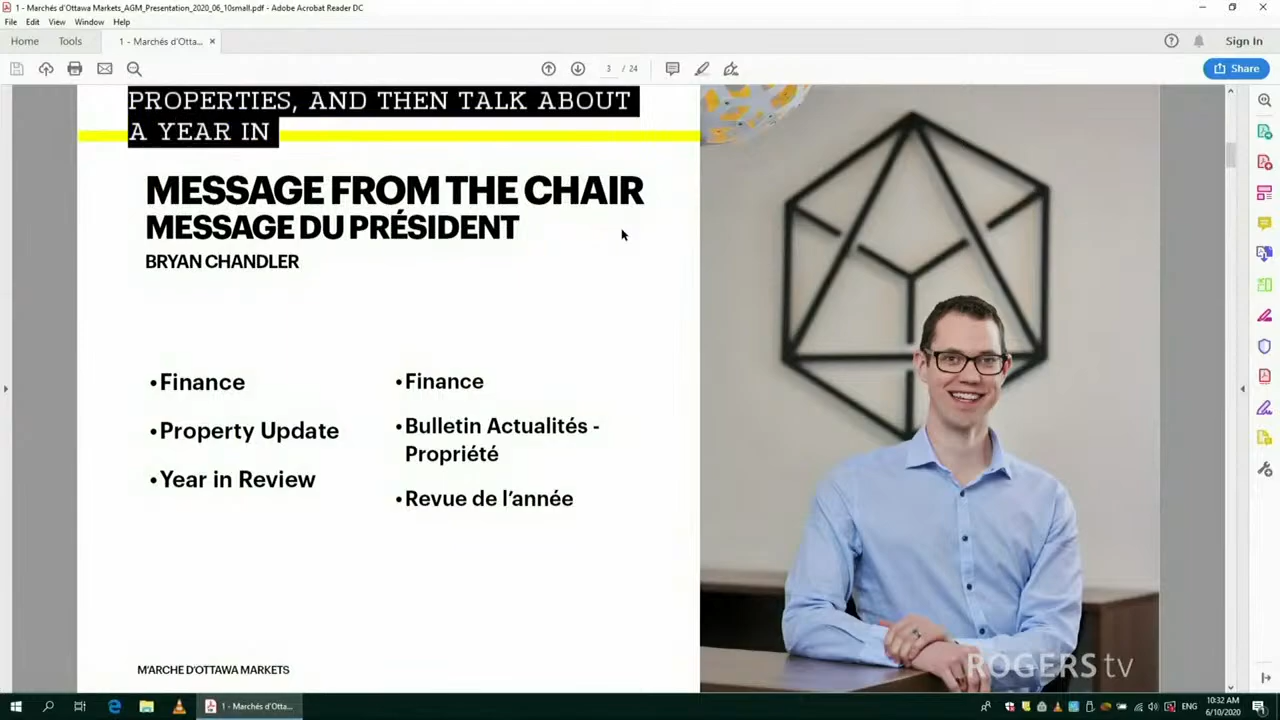 1 - Marchés d'Ottawa Markets_AGM_Presentation_2020_06_10small.pdf - Adobe Acrobat Reader DC
File Edit View Window Help
Home Tools 1 - Marchés d'Otta... × Sign In
3 / 24 Share
PROPERTIES, AND THEN TALK ABOUT
A YEAR IN
MESSAGE FROM THE CHAIR
MESSAGE DU PRÉSIDENT
BRYAN CHANDLER
•Finance
•Property Update
•Year in Review
•Finance
•Bulletin Actualités -
Propriété
•Revue de l'année
M'ARCHE D'OTTAWA MARKETS
ROGERS tv
1 - Marchés d'Otta...
ENG
10:32 AM
6/10/2020